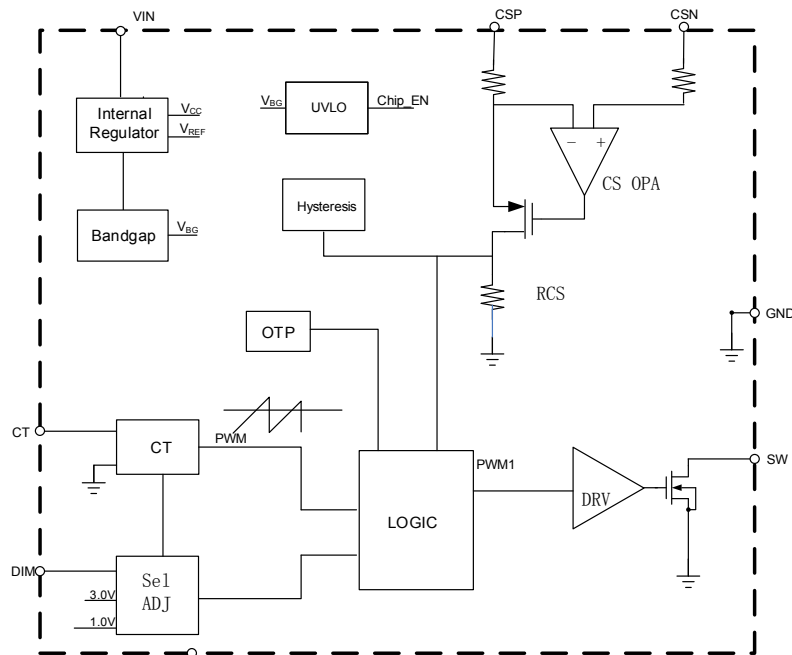 VIN
CSP
CSN
Internal
Regulator
VCC
VREF
VBG
UVLO
Chip_EN
- +
CS OPA
Bandgap
VBG
Hysteresis
RCS
GND
OTP
CT
CT
PWM
LOGIC
PWM1
DRV
SW
DIM
3.0V
1.0V
Sel
ADJ